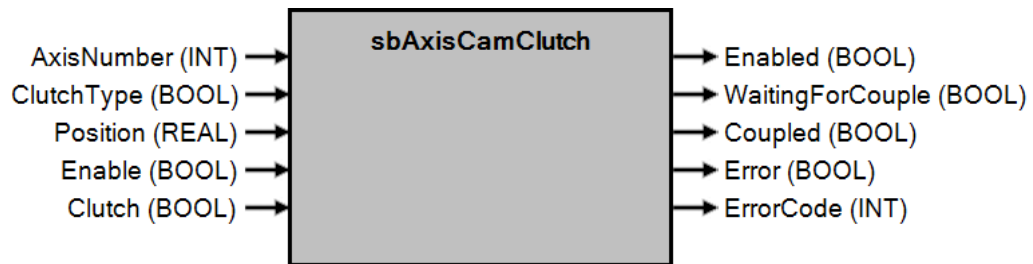 sbAxisCamClutch
AxisNumber (INT)
ClutchType (BOOL)
Position (REAL)
Enable (BOOL)
Clutch (BOOL)
Enabled (BOOL)
WaitingForCouple (BOOL)
Coupled (BOOL)
Error (BOOL)
ErrorCode (INT)